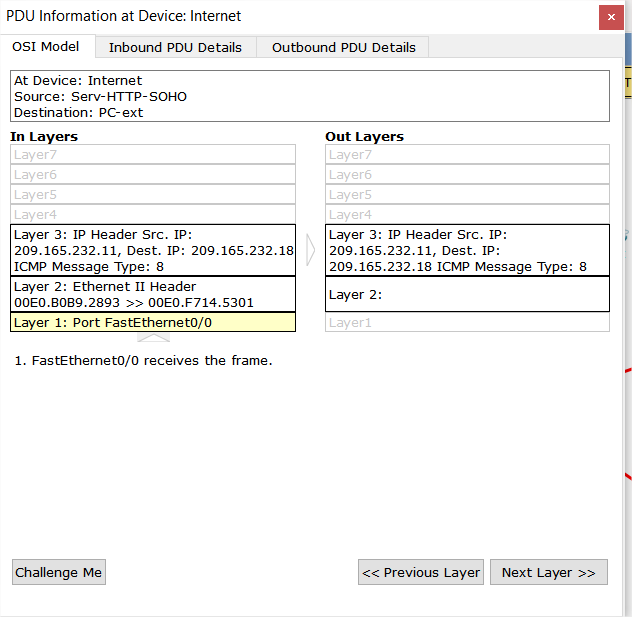 PDU Information at Device: Internet
OSI Model
Inbound PDU Details
Outbound PDU Details
At Device: Internet
Source: Serv-HTTP-SOHO
Destination: PC-ext
In Layers
Layer7
Layer6
Layer5
Layer4
Layer 3: IP Header Src. IP:
209.165.232.11, Dest. IP: 209.165.232.18
ICMP Message Type: 8
Layer 2: Ethernet II Header
00E0.B0B9.2893 >> 00E0.F714.5301
Layer 1: Port FastEthernet0/0
Out Layers
Layer7
Layer6
Layer5
Layer4
Layer 3: IP Header Src. IP:
209.165.232.11, Dest. IP:
209.165.232.18 ICMP Message Type: 8
Layer 2:
Layer1
1. FastEthernet0/0 receives the frame.
Challenge Me
<< Previous Layer
Next Layer >>